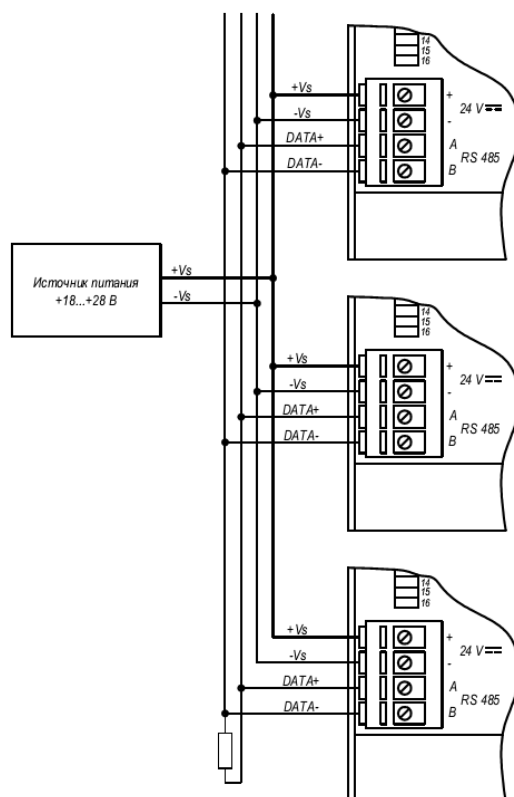 14
15
16
+Vs
+
24 V
-Vs
-
DATA+
A
RS 485
DATA-
B
+Vs
Источник питания
+18...+28 В
-Vs
14
15
16
+Vs
+
24 V
-Vs
-
DATA+
A
RS 485
DATA-
B
14
15
16
+Vs
+
24 V
-Vs
-
DATA+
A
RS 485
DATA-
B